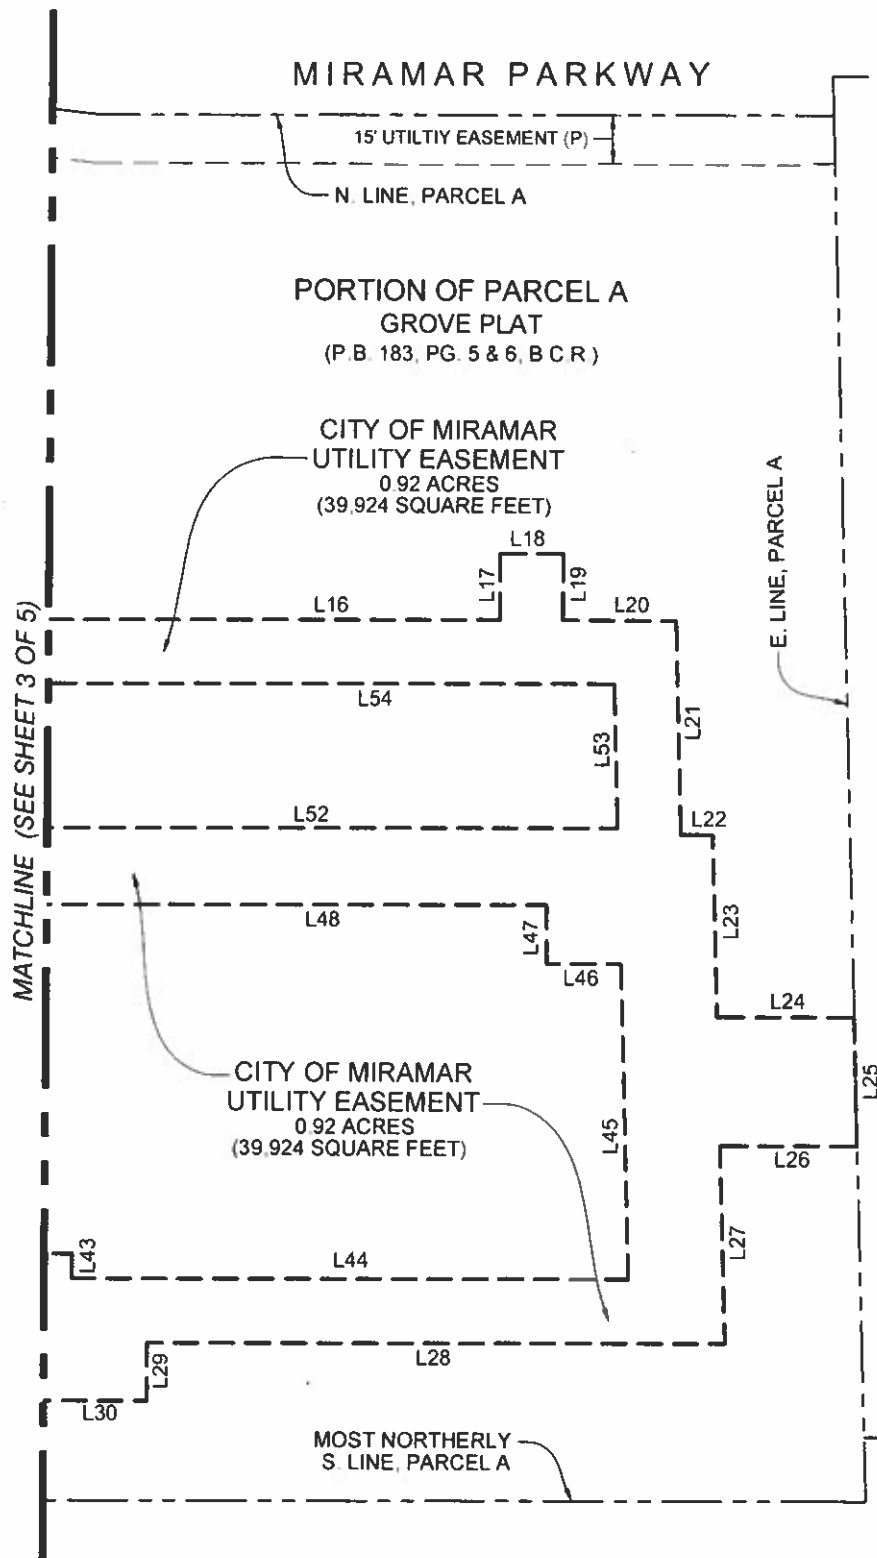 MIRAMAR PARKWAY
15' UTILTIY EASEMENT (P)
N. LINE, PARCEL A
PORTION OF PARCEL A
GROVE PLAT
(P.B. 183, PG. 5 & 6, B C.R.)
CITY OF MIRAMAR
UTILITY EASEMENT
0.92 ACRES
(39,924 SQUARE FEET)
E. LINE, PARCEL A
L18
L17
L19
L16
L20
MATCHLINE (SEE SHEET 3 OF 5)
L54
L53
L21
L52
L22
L48
L47
L23
L46
L24
CITY OF MIRAMAR
UTILITY EASEMENT
0.92 ACRES
(39,924 SQUARE FEET)
L45
L25
L26
L27
L43
L44
L29
L28
L30
MOST NORTHERLY
S. LINE, PARCEL A